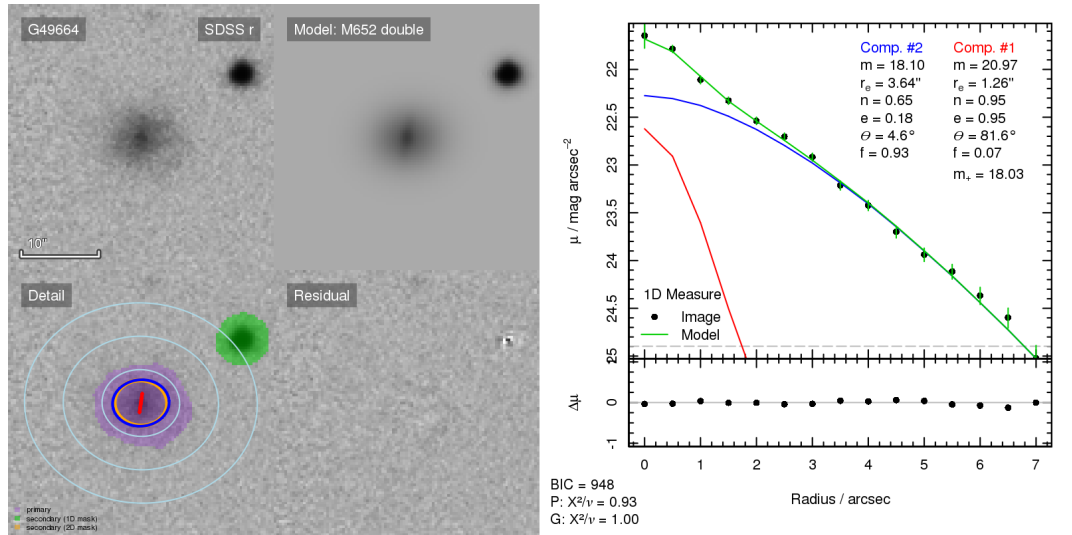 G49664
SDSS r
Model: M652 double
10"
Detail
Residual
primary
secondary (1D mask)
secondary (2D mask)
Comp. #2
m = 18.10
rₑ = 3.64"
n = 0.65
e = 0.18
Θ = 4.6°
f = 0.93
Comp. #1
m = 20.97
rₑ = 1.26"
n = 0.95
e = 0.95
Θ = 81.6°
f = 0.07
m₊ = 18.03
1D Measure
Image
Model
μ / mag arcsec⁻²
22
22.5
23
23.5
24
24.5
25
Δμ
0
-1
0 1 2 3 4 5 6 7
Radius / arcsec
BIC = 948
P: X²/ν = 0.93
G: X²/ν = 1.00